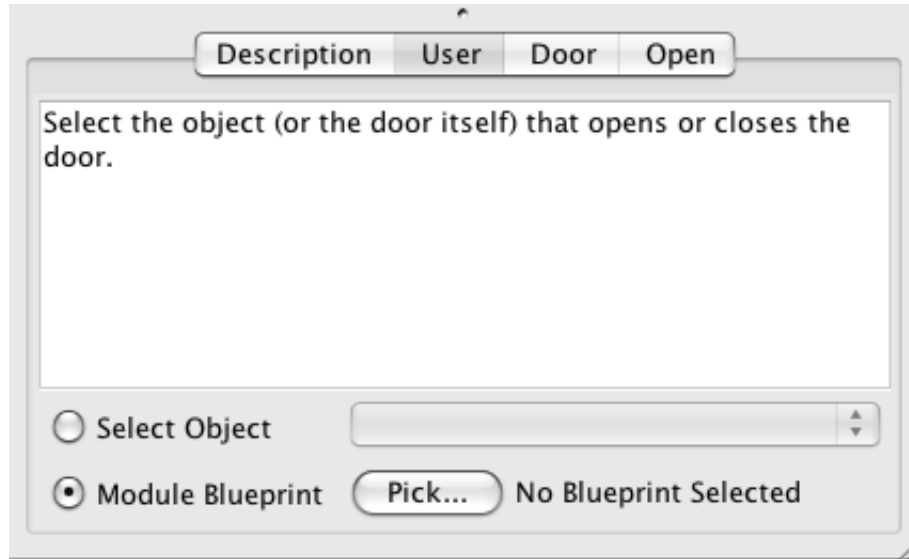 Description User Door Open
Select the object (or the door itself) that opens or closes the
door.
Select Object
Module Blueprint Pick... No Blueprint Selected